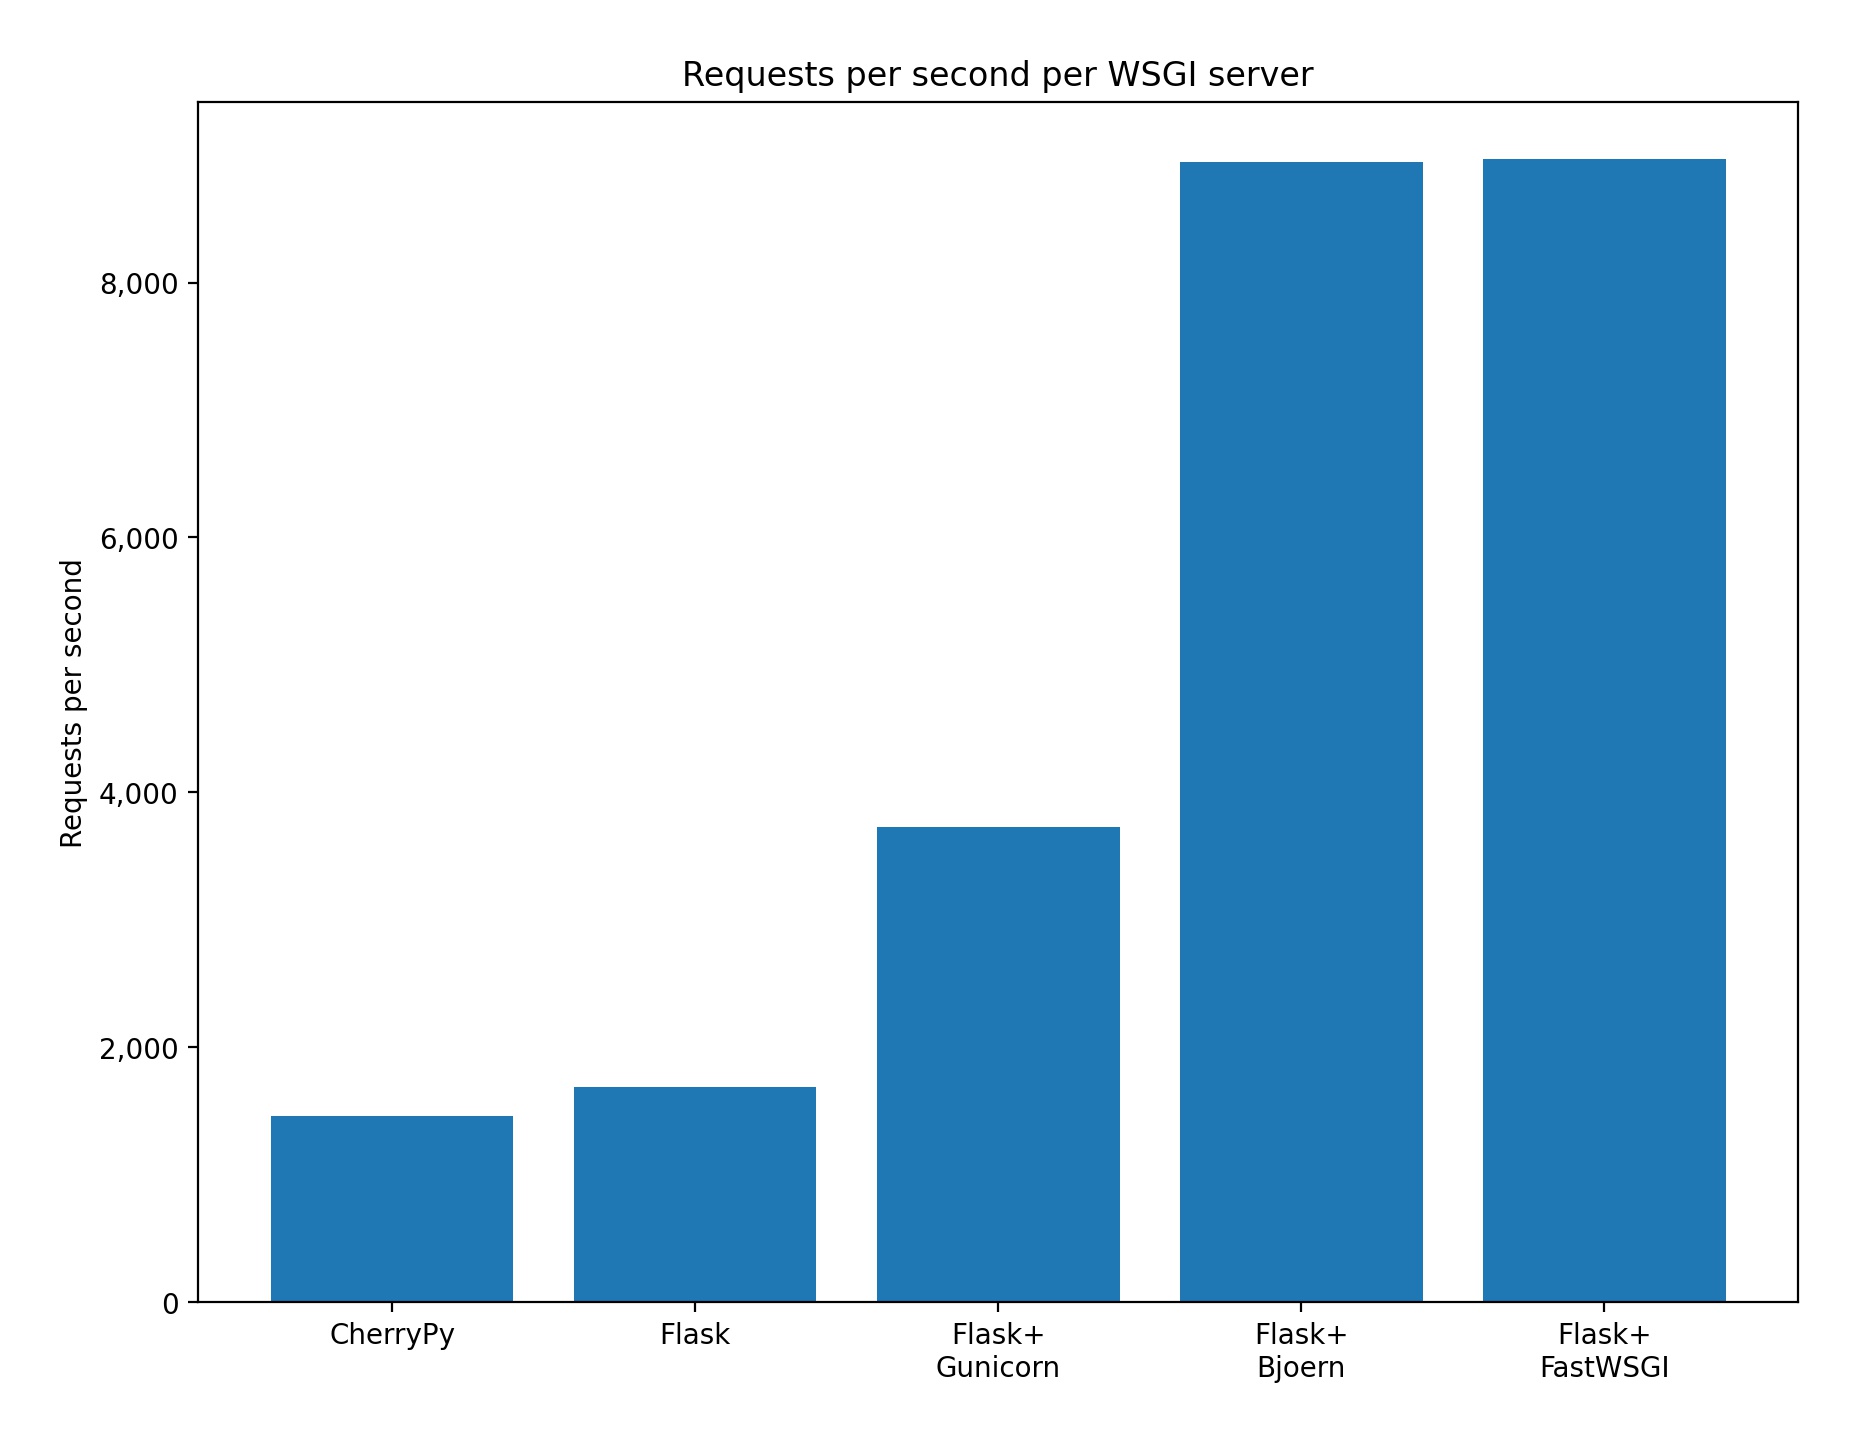 Requests per second per WSGI server
Requests per second
8,000
6,000
4,000
2,000
0
CherryPy
Flask
Flask+
Gunicorn
Flask+
Bjoern
Flask+
FastWSGI